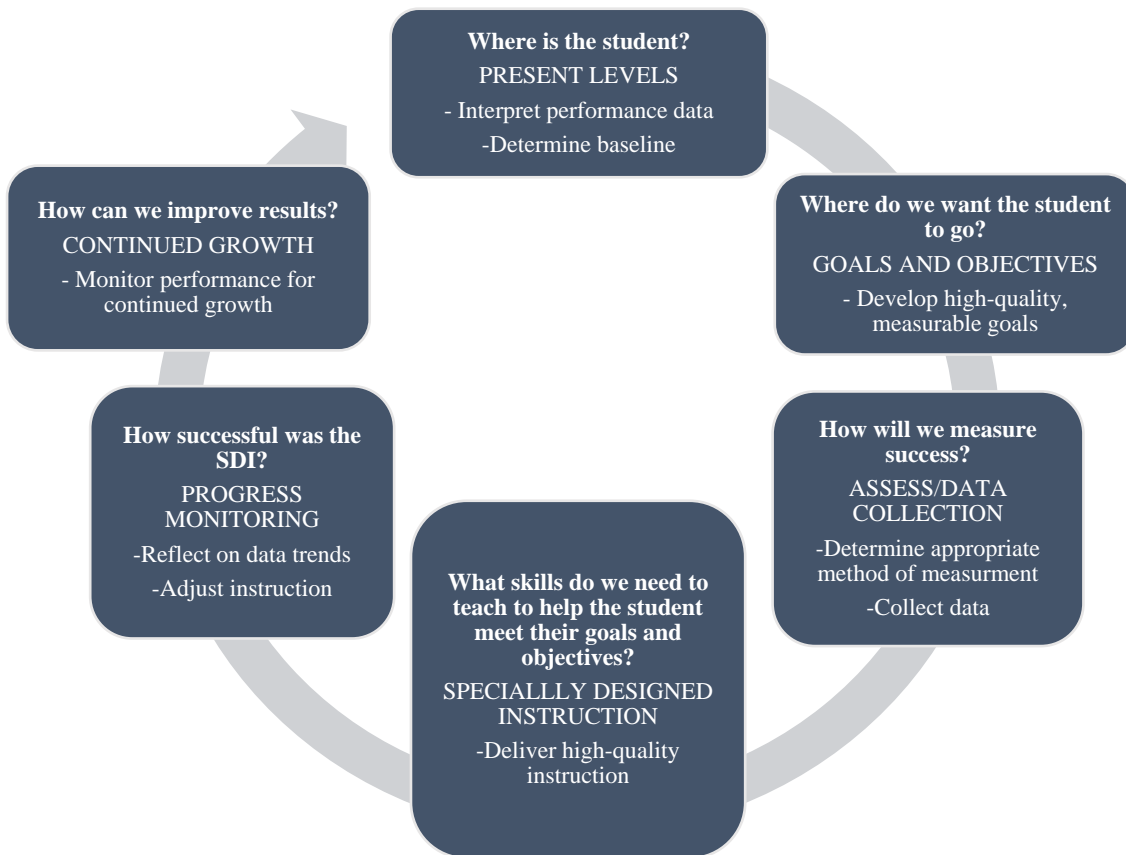 Where is the student?
PRESENT LEVELS
- Interpret performance data
-Determine baseline
Where do we want the student
to go?
GOALS AND OBJECTIVES
- Develop high-quality,
measurable goals
How will we measure
success?
ASSESS/DATA
COLLECTION
-Determine appropriate
method of measurment
-Collect data
What skills do we need to
teach to help the student
meet their goals and
objectives?
SPECIALLLY DESIGNED
INSTRUCTION
-Deliver high-quality
instruction
How successful was the
SDI?
PROGRESS
MONITORING
-Reflect on data trends
-Adjust instruction
How can we improve results?
CONTINUED GROWTH
- Monitor performance for
continued growth